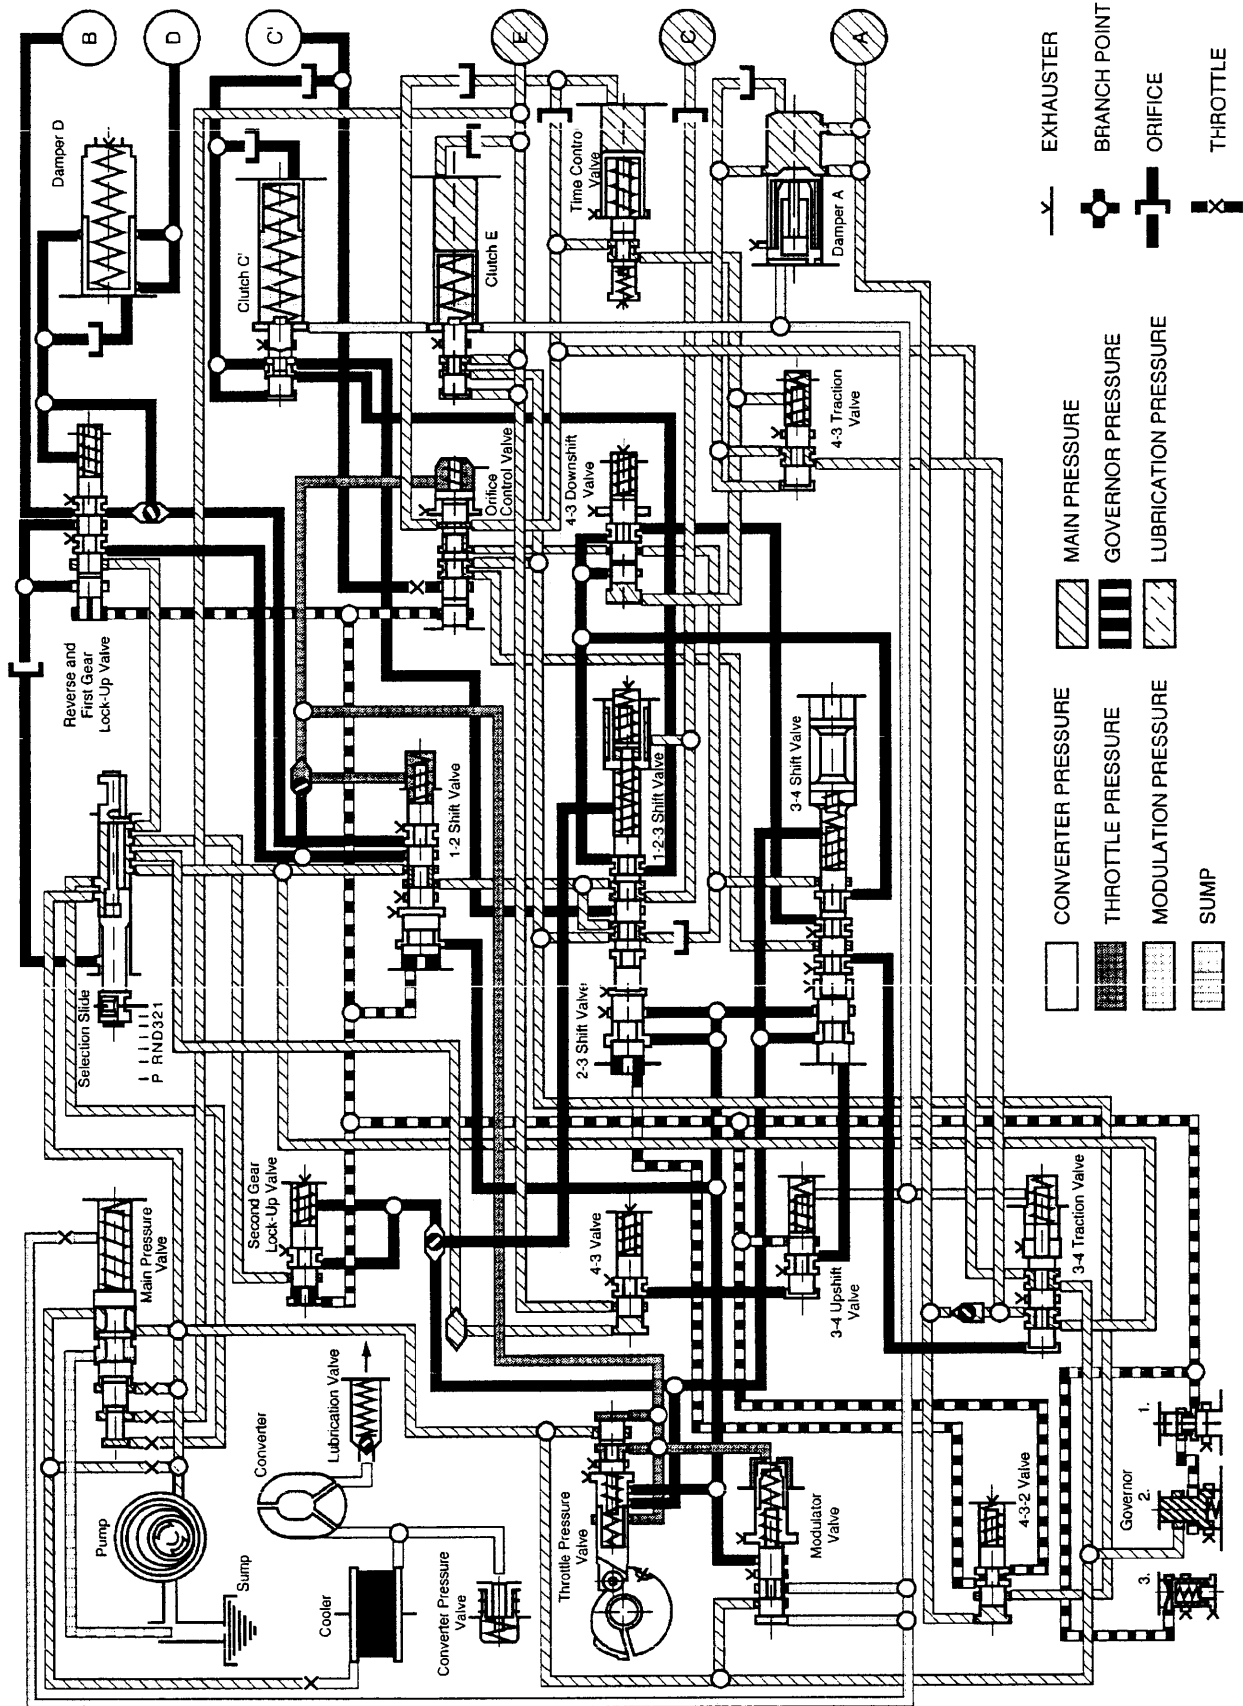 B
D
C'
E
C
A
Damper D
Clutch C'
Clutch E
Time Control
Valve
Damper A
Reverse and
First Gear
Lock-Up Valve
Orifice
Control Valve
4-3 Downshift
Valve
4-3 Traction
Valve
Selection Slide
P RND321
1-2 Shift Valve
1-2-3 Shift Valve
2-3 Shift Valve
3-4 Shift Valve
Main Pressure
Valve
Second Gear
Lock-Up Valve
4-3 Valve
3-4 Upshift
Valve
3-4 Traction Valve
Pump
Sump
Converter
Lubrication Valve
Cooler
Converter Pressure
Valve
Throttle Pressure
Valve
Modulator
Valve
4-3-2 Valve
Governor
1.
2.
3.
CONVERTER PRESSURE
THROTTLE PRESSURE
MODULATION PRESSURE
SUMP
MAIN PRESSURE
GOVERNOR PRESSURE
LUBRICATION PRESSURE
EXHAUSTER
BRANCH POINT
ORIFICE
THROTTLE